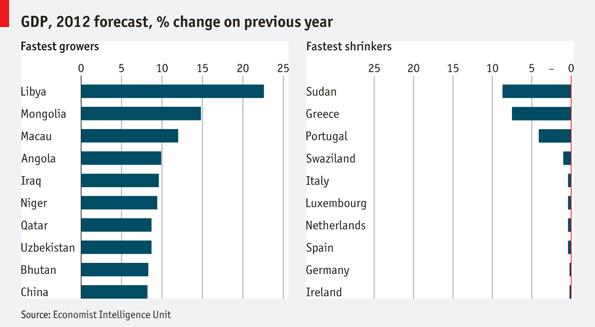 GDP, 2012 forecast, % change on previous year
Fastest growers
0 5 10 15 20 25
Libya
Mongolia
Macau
Angola
Iraq
Niger
Qatar
Uzbekistan
Bhutan
China
Fastest shrinkers
25 20 15 10 5 – 0
Sudan
Greece
Portugal
Swaziland
Italy
Luxembourg
Netherlands
Spain
Germany
Ireland
Source: Economist Intelligence Unit